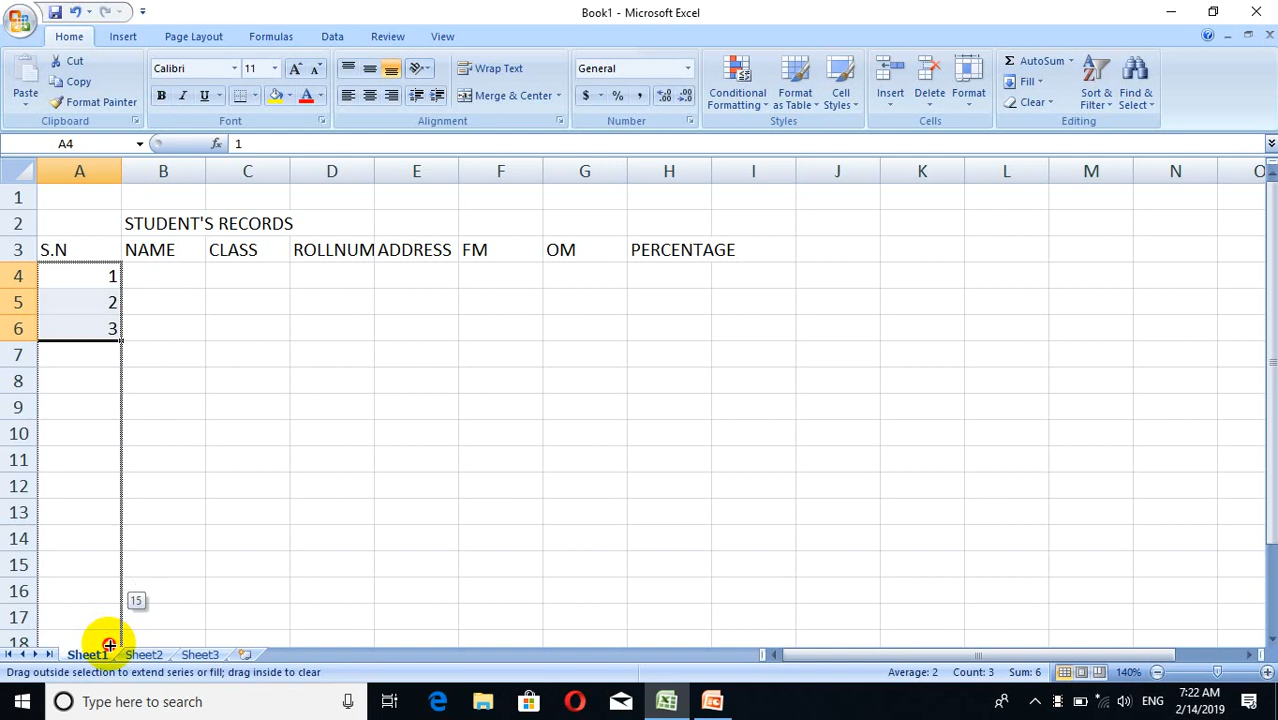 Book1 - Microsoft Excel
Home Insert Page Layout Formulas Data Review View
Paste
Cut
Copy
Format Painter
Clipboard
Calibri 11
A A
B I U A
Font
Wrap Text
Merge & Center
Alignment
General
$ % ,
Number
Conditional Formatting
Format as Table
Cell Styles
Styles
Insert Delete Format
Cells
Σ AutoSum
Fill
Clear
Sort & Filter
Find & Select
Editing
A4 fx 1
A B C D E F G H I J K L M N O
1
2 STUDENT'S RECORDS
3 S.N NAME CLASS ROLLNUM ADDRESS FM OM PERCENTAGE
4 1
5 2
6 3
7
8
9
10
11
12
13
14
15
16
15
17
18
Sheet1 Sheet2 Sheet3
Drag outside selection to extend series or fill; drag inside to clear Average: 2 Count: 3 Sum: 6 140%
Type here to search
ENG
7:22 AM
2/14/2019